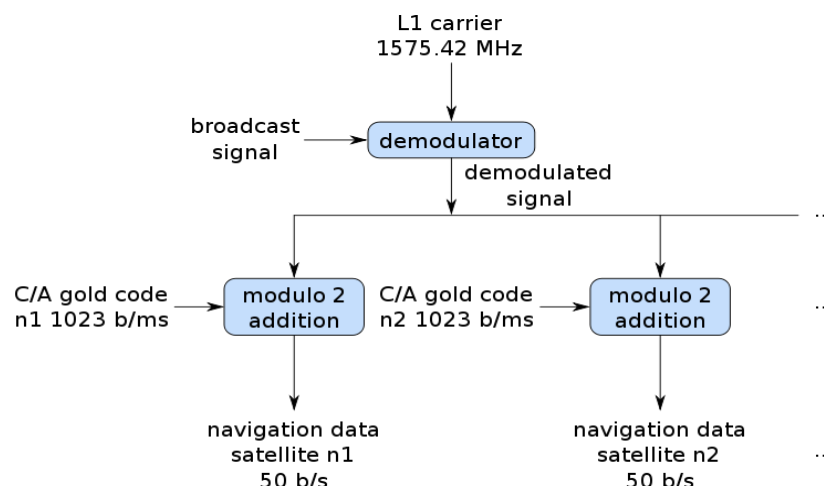 L1 carrier
1575.42 MHz
broadcast
signal
demodulator
demodulated
signal
..
C/A gold code
n1 1023 b/ms
modulo 2
addition
C/A gold code
n2 1023 b/ms
modulo 2
addition
..
navigation data
satellite n1
50 b/s
navigation data
satellite n2
50 b/s
..